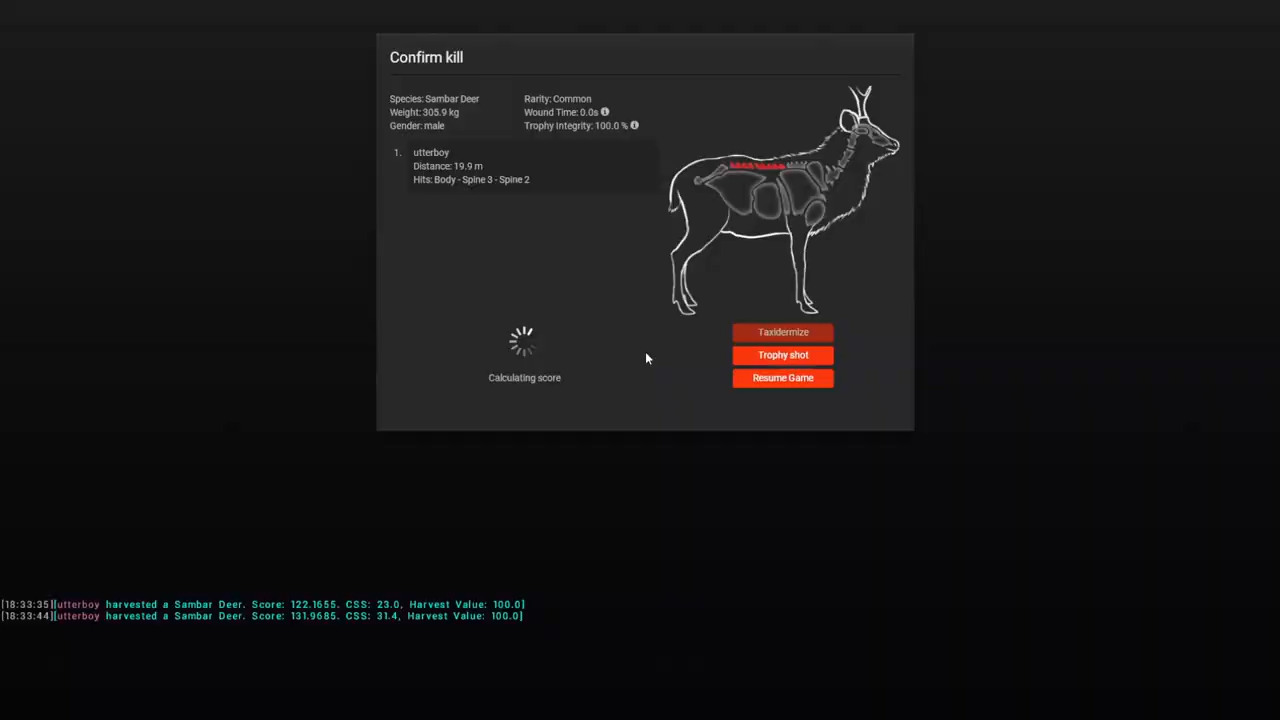 Confirm kill
Species: Sambar Deer
Weight: 305.9 kg
Gender: male
Rarity: Common
Wound Time: 0.0s
Trophy Integrity: 100.0 %
1. utterboy
Distance: 19.9 m
Hits: Body - Spine 3 - Spine 2
Calculating score
Taxidermize
Trophy shot
Resume Game
[18:33:35][utterboy harvested a Sambar Deer. Score: 122.1655. CSS: 23.0, Harvest Value: 100.0]
[18:33:44][utterboy harvested a Sambar Deer. Score: 131.9685. CSS: 31.4, Harvest Value: 100.0]